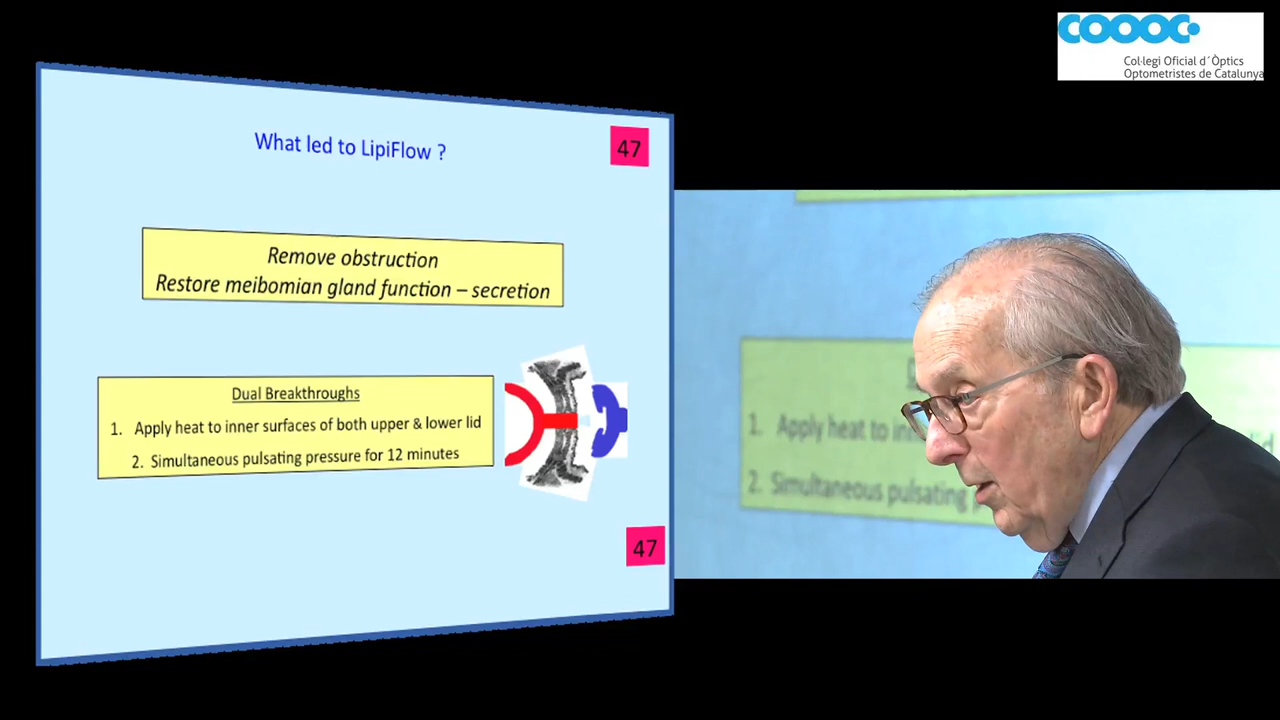 COOOC
Col·legi Oficial d´Òptics
Optometristes de Catalunya
What led to LipiFlow ?
47
Remove obstruction
Restore meibomian gland function – secretion
Dual Breakthroughs
1. Apply heat to inner surfaces of both upper & lower lid
2. Simultaneous pulsating pressure for 12 minutes
47
1. Apply heat to in
2. Simultaneous pulsating